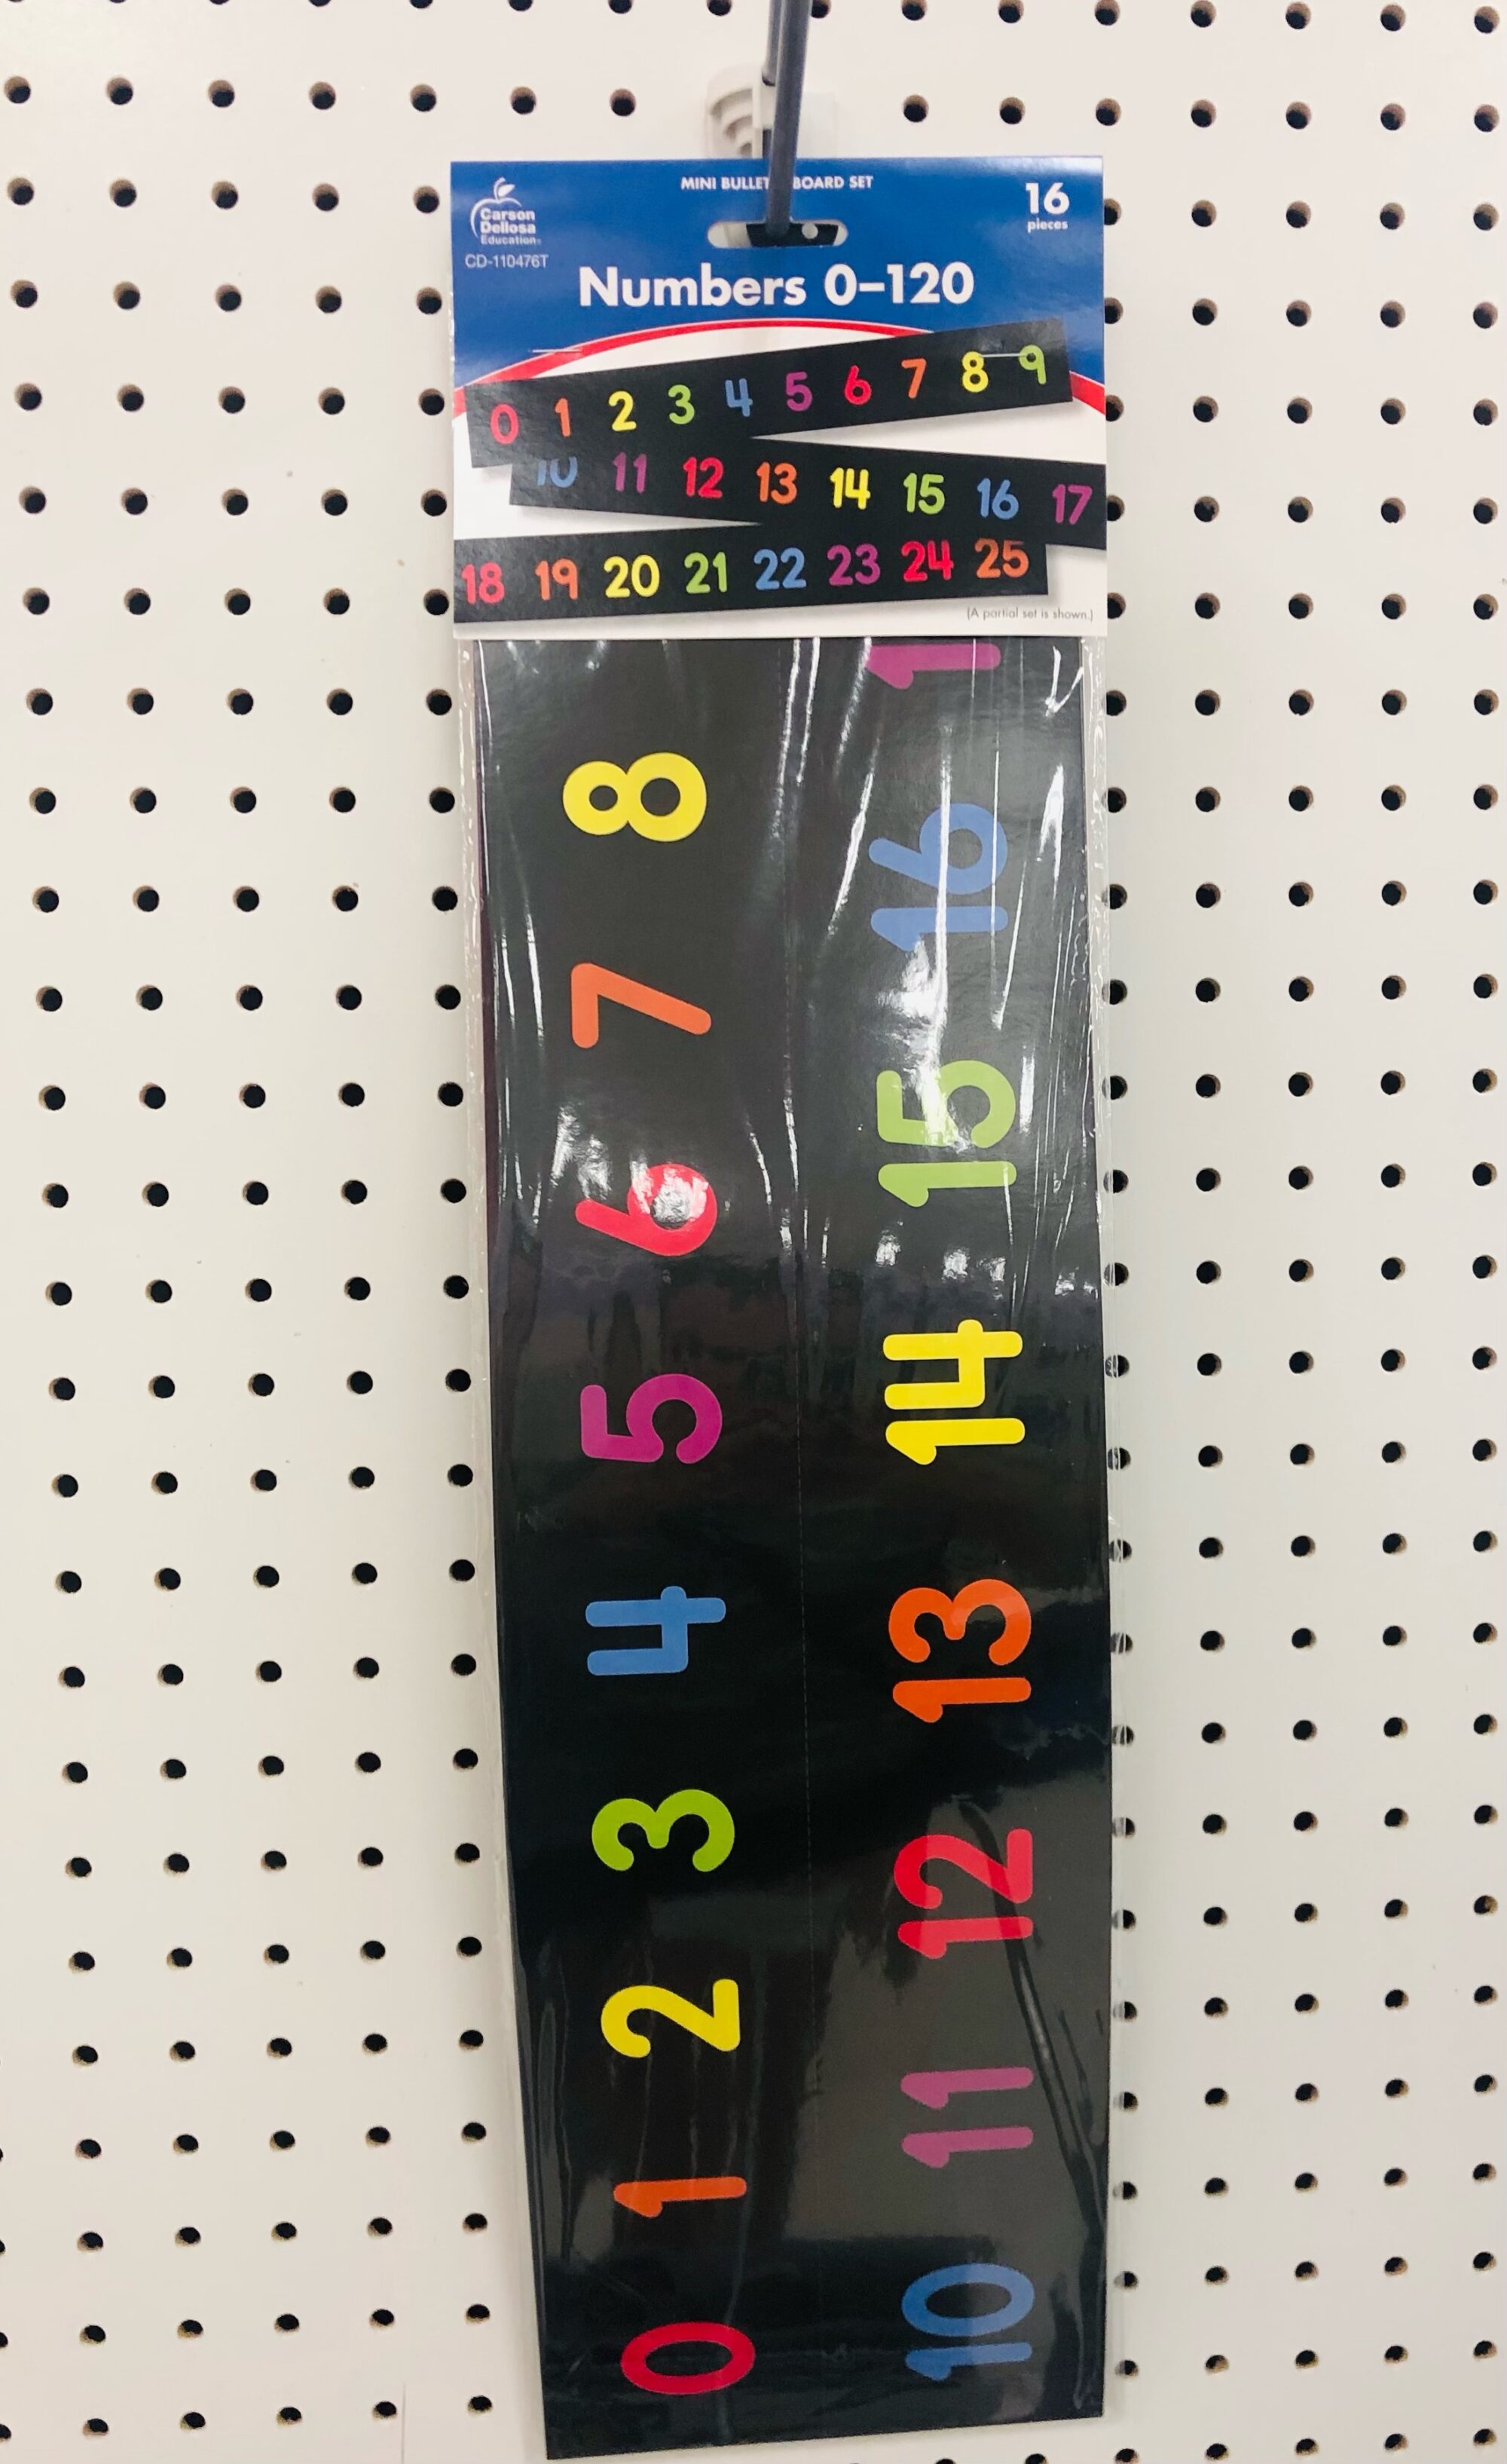 MINI BULLET BOARD SET
16
pieces
Carson
Dellosa
Education
CD-110476T
Numbers 0–120
0 1 2 3 4 5 6 7 8 9
10 11 12 13 14 15 16 17
18 19 20 21 22 23 24 25
(A partial set is shown.)
0 1 2 3 4 5 6 7 8
10 11 12 13 14 15 16 1